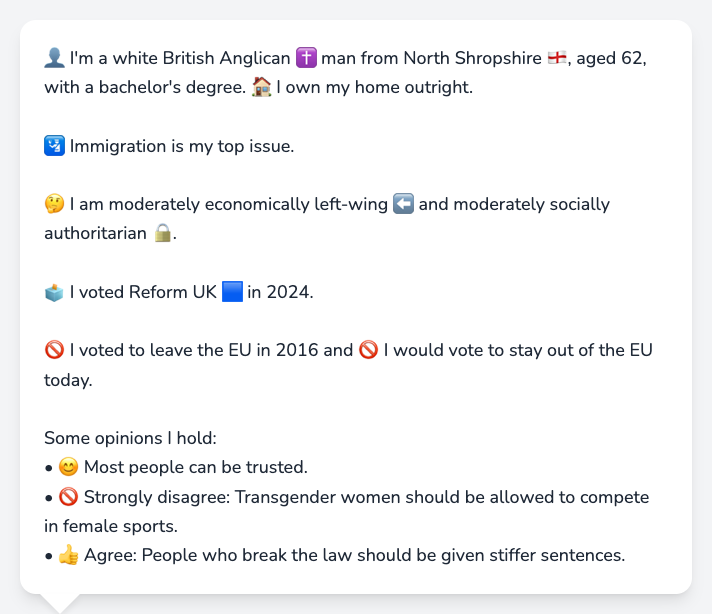 👤 I'm a white British Anglican ✝️ man from North Shropshire 🏴󠁧󠁢󠁥󠁮󠁧󠁿, aged 62,
with a bachelor's degree. 🏠 I own my home outright.
🛂 Immigration is my top issue.
🤔 I am moderately economically left-wing ⬅️ and moderately socially
authoritarian 🔒.
🗳️ I voted Reform UK 🟦 in 2024.
🚫 I voted to leave the EU in 2016 and 🚫 I would vote to stay out of the EU
today.
Some opinions I hold:
• 😊 Most people can be trusted.
• 🚫 Strongly disagree: Transgender women should be allowed to compete
in female sports.
• 👍 Agree: People who break the law should be given stiffer sentences.